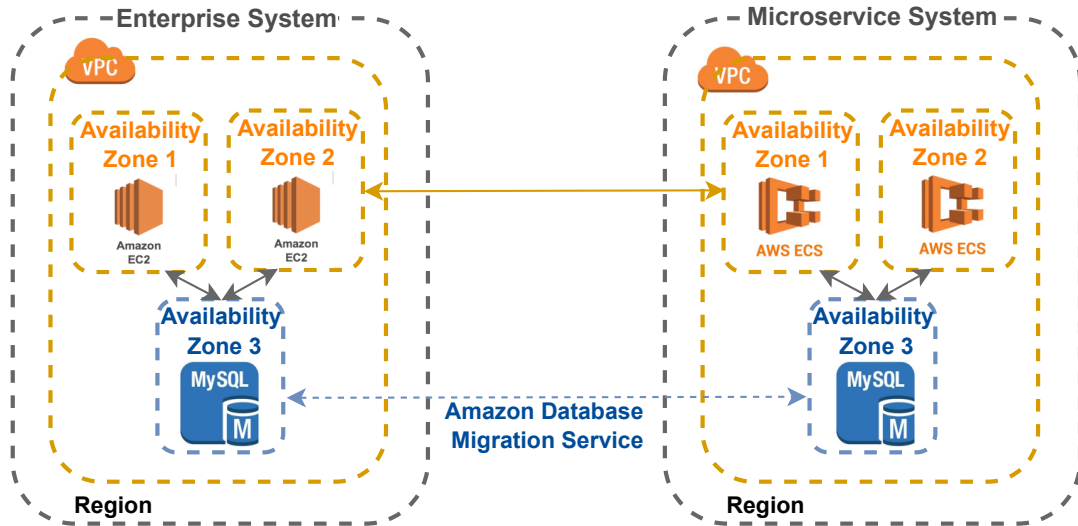 Enterprise System
VPC
Availability
Zone 1
Amazon
EC2
Availability
Zone 2
Amazon
EC2
Availability
Zone 3
MySQL
M
Region
Amazon Database
Migration Service
Microservice System
VPC
Availability
Zone 1
AWS ECS
Availability
Zone 2
AWS ECS
Availability
Zone 3
MySQL
M
Region